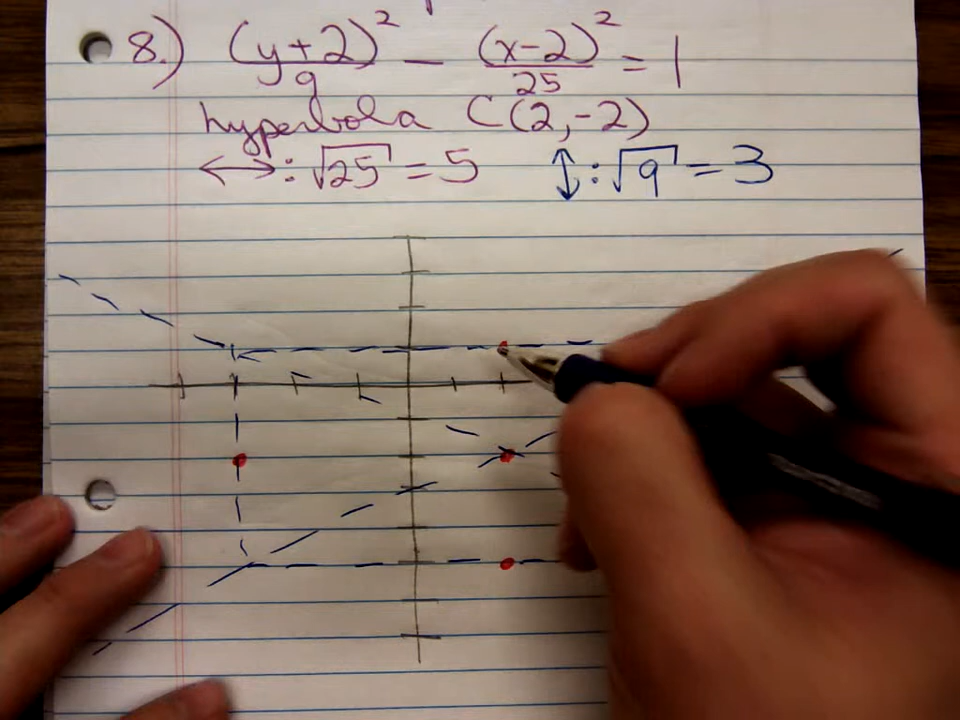 8.) (y+2)²/9 − (x-2)²/25 = 1
hyperbola C(2,-2)
↔: √25 = 5 ↕: √9 = 3